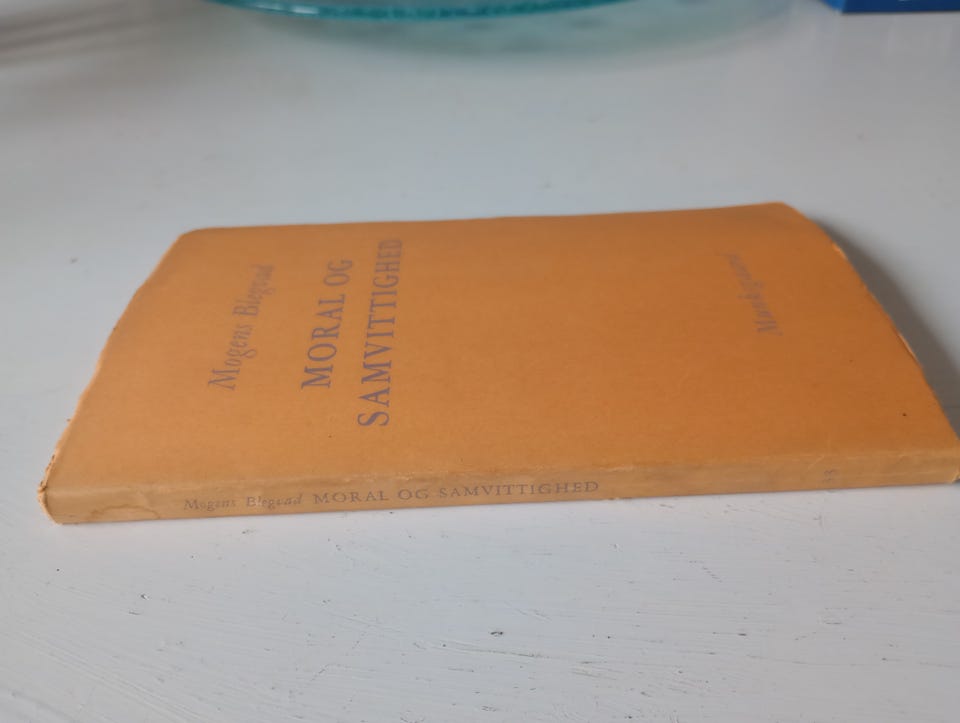 Mogens Blegvad
MORAL OG
SAMVITTIGHED
Munksgaard
Mogens Blegvad MORAL OG SAMVITTIGHED